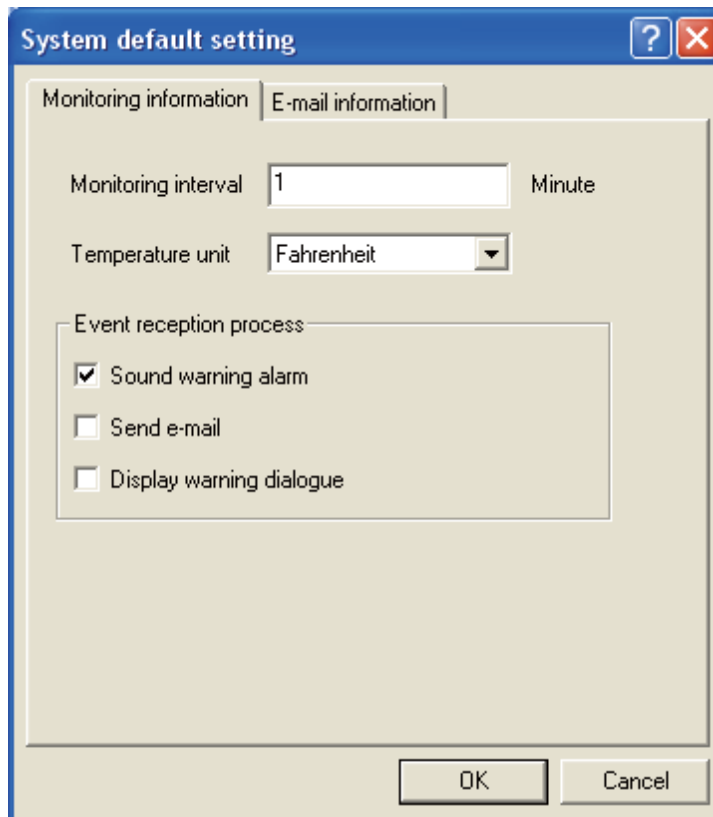 System default setting
Monitoring information E-mail information
Monitoring interval 1 Minute
Temperature unit Fahrenheit
Event reception process
Sound warning alarm
Send e-mail
Display warning dialogue
OK Cancel